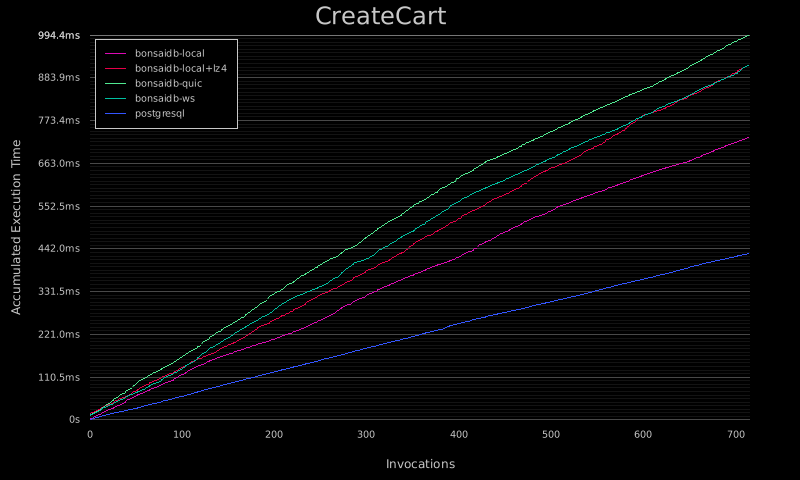 CreateCart
994.4ms
883.9ms
773.4ms
663.0ms
552.5ms
442.0ms
331.5ms
221.0ms
110.5ms
0s
Accumulated Execution Time
bonsaidb-local
bonsaidb-local+lz4
bonsaidb-quic
bonsaidb-ws
postgresql
0 100 200 300 400 500 600 700
Invocations